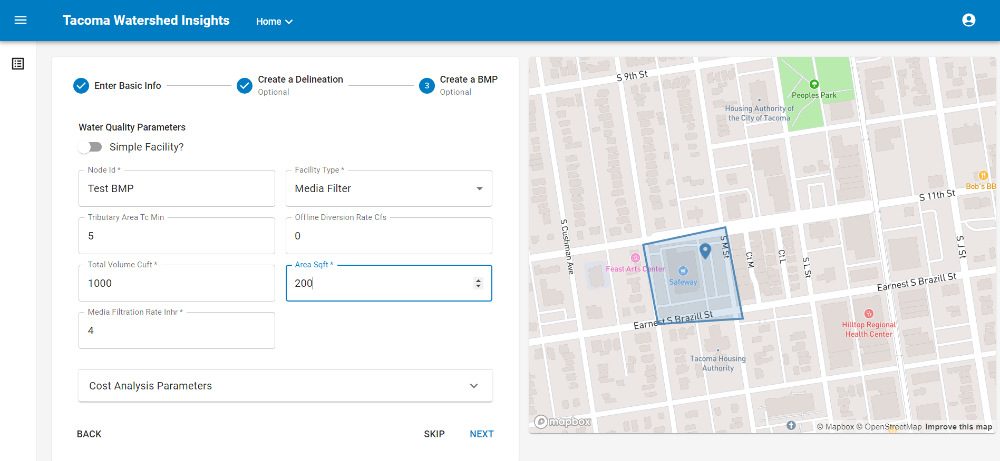 Tacoma Watershed Insights
Home
Enter Basic Info
Create a Delineation
Optional
3
Create a BMP
Optional
Water Quality Parameters
Simple Facility?
Node Id *
Test BMP
Facility Type *
Media Filter
Tributary Area Tc Min
5
Offline Diversion Rate Cfs
0
Total Volume Cuft *
1000
Area Sqft *
200
Media Filtration Rate Inhr *
4
Cost Analysis Parameters
BACK
SKIP
NEXT
S 9th St
Peoples Park
Housing Authority of
the City of Tacoma
Bob's BB
S 11th St
S Cushman Ave
S M St
Ct M
Ct L
S L St
S J St
Feast Arts Center
Safeway
Earnest S Brazill St
Earnest S Brazill St
Hilltop Regional
Health Center
Tacoma Housing
Authority
mapbox
© Mapbox © OpenStreetMap Improve this map